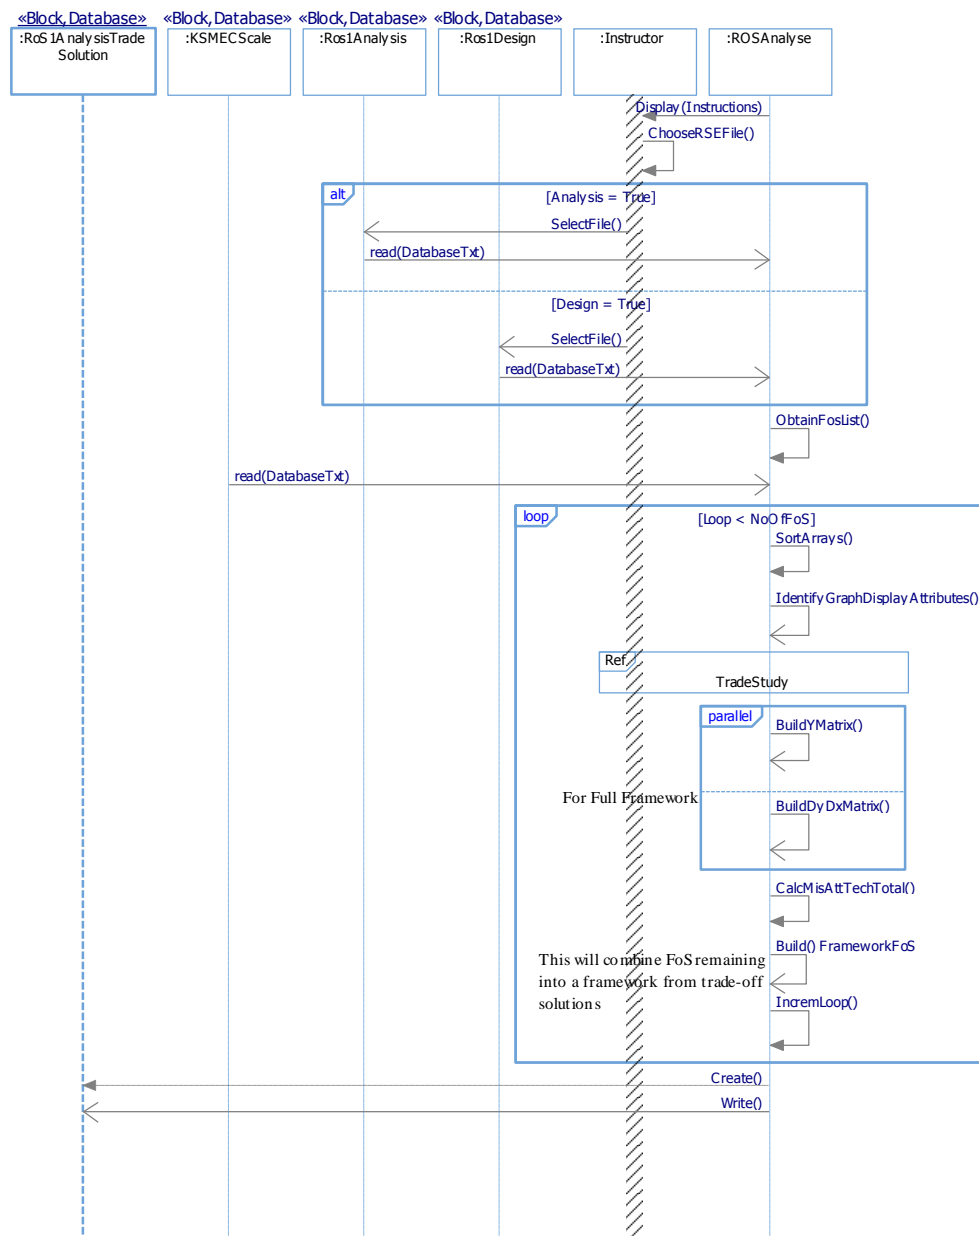 «Block,Database» «Block,Database» «Block,Database» «Block,Database»
:RoS1AnalysisTrade
Solution
:KSMECScale
:Ros1Analysis
:Ros1Design
:Instructor
:ROSAnalyse
Display(Instructions)
ChooseRSEFile()
alt
[Analysis = True]
SelectFile()
read(DatabaseTxt)
[Design = True]
SelectFile()
read(DatabaseTxt)
ObtainFosList()
read(DatabaseTxt)
loop
[Loop < NoOfFoS]
SortArrays()
IdentifyGraphDisplayAttributes()
Ref
TradeStudy
parallel
BuildYMatrix()
For Full Framework
BuildDyDxMatrix()
CalcMisAttTechTotal()
Build() FrameworkFoS
This will combine FoS remaining
into a framework from trade-off
solutions
IncremLoop()
Create()
Write()